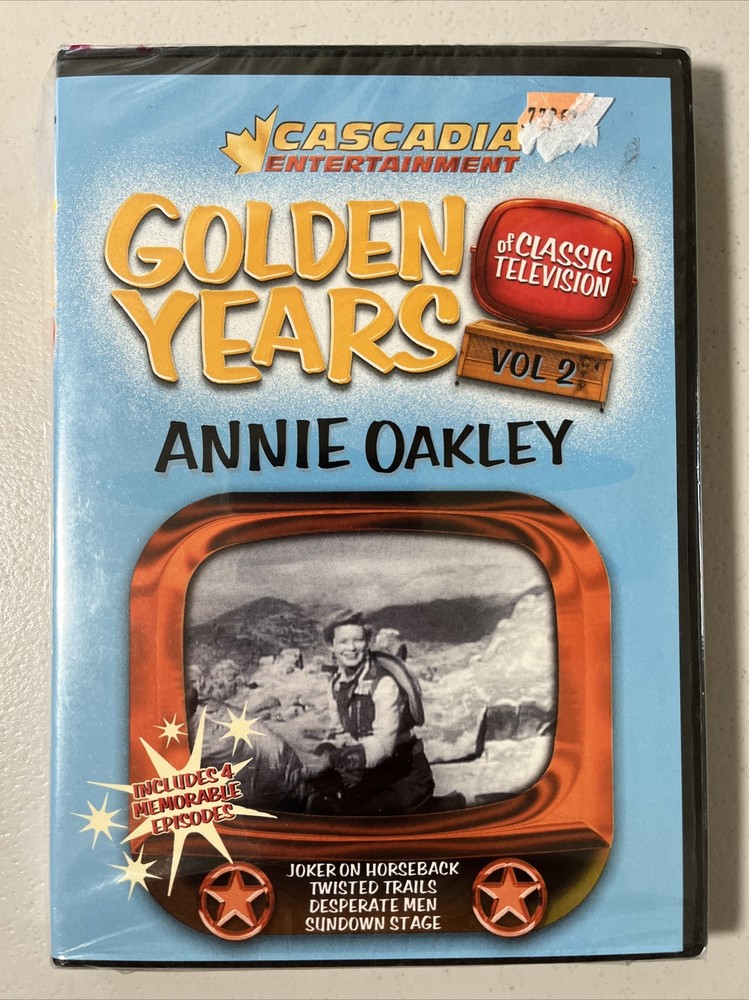 CASCADIA
ENTERTAINMENT
GOLDEN
YEARS
of CLASSIC
TELEVISION
VOL 2
ANNIE OAKLEY
INCLUDES 4
MEMORABLE
EPISODES
JOKER ON HORSEBACK
TWISTED TRAILS
DESPERATE MEN
SUNDOWN STAGE